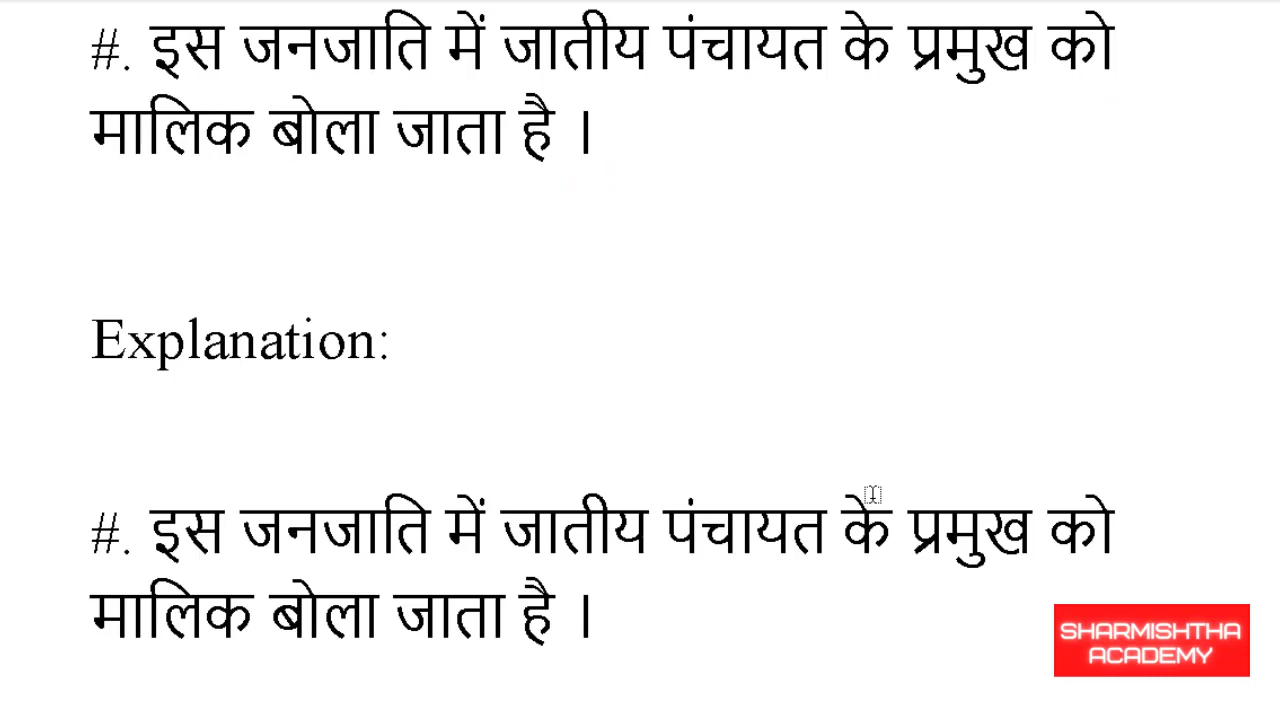 #. इस जनजाति में जातीय पंचायत के प्रमुख को
मालिक बोला जाता है ।
Explanation:
#. इस जनजाति में जातीय पंचायत के प्रमुख को
मालिक बोला जाता है ।
SHARMISHTHA
ACADEMY